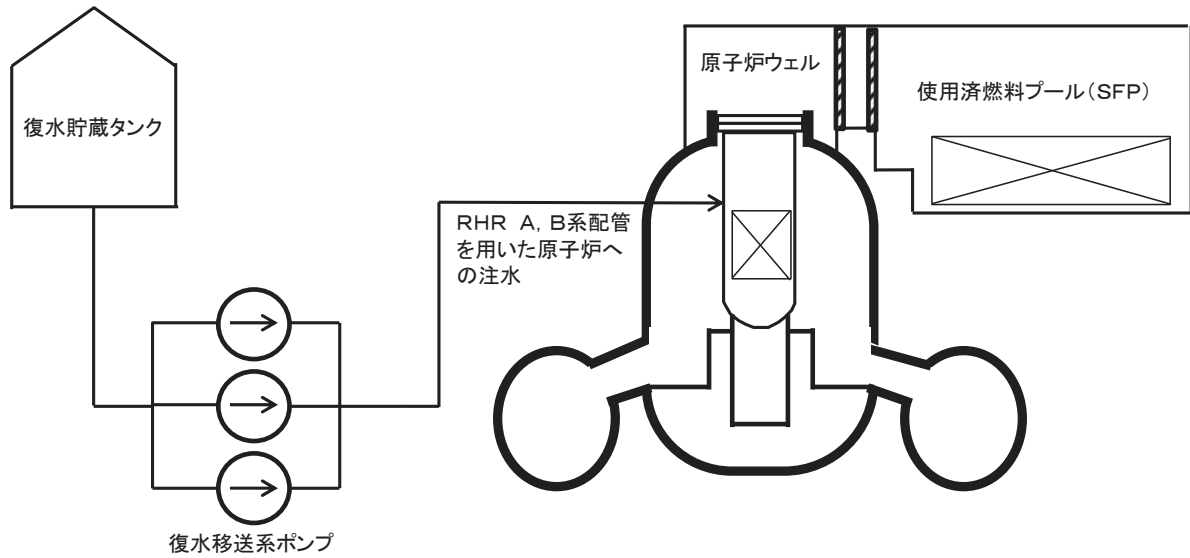 原子炉ウェル
使用済燃料プール(SFP)
復水貯蔵タンク
RHR A,B系配管
を用いた原子炉へ
の注水
復水移送系ポンプ